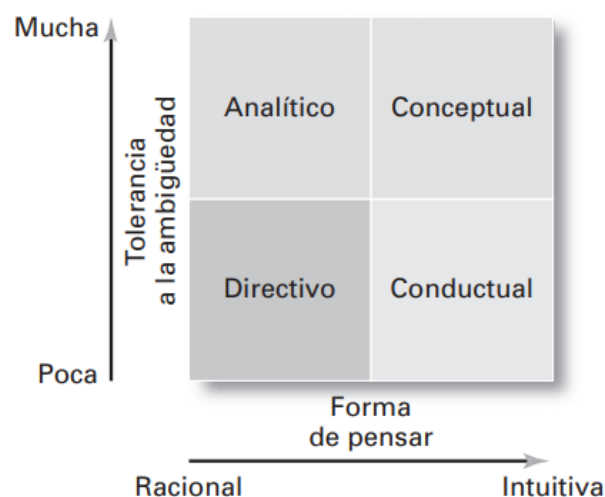 Mucha
Tolerancia
a la ambigüedad
Analítico
Conceptual
Directivo
Conductual
Poca
Forma
de pensar
Racional
Intuitiva